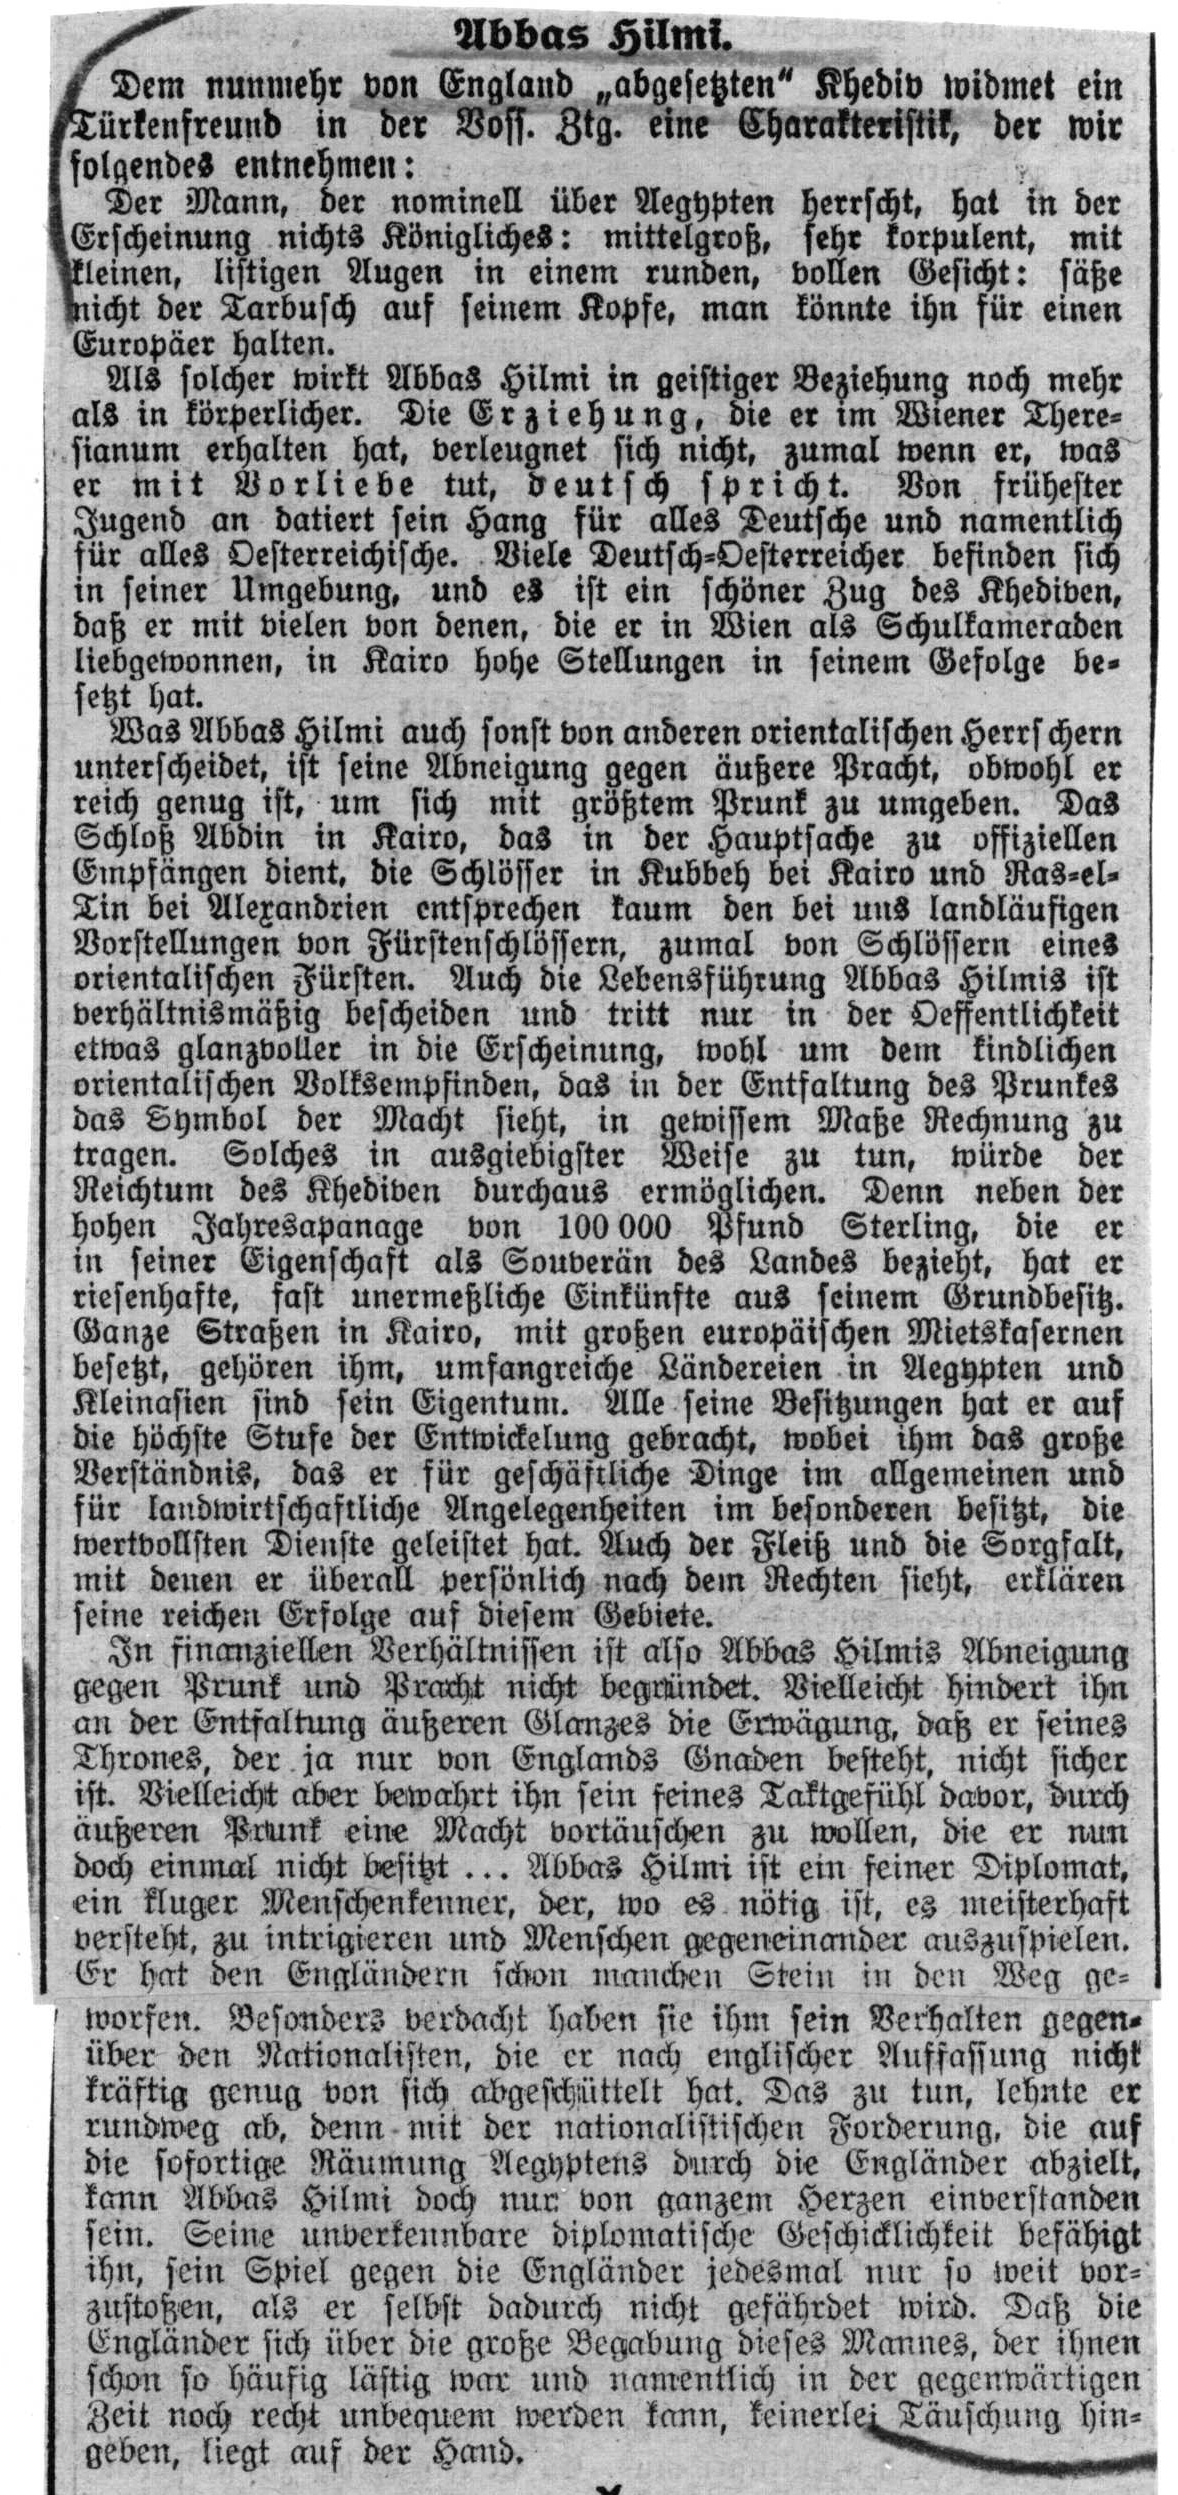 Abbas Hilmi.
Dem nunmehr von England „abgesetzten“ Khediv widmet ein
Türkenfreund in der Voss. Ztg. eine Charakteristik, der wir
folgendes entnehmen:
Der Mann, der nominell über Aegypten herrscht, hat in der
Erscheinung nichts Königliches: mittelgroß, sehr korpulent, mit
kleinen, listigen Augen in einem runden, vollen Gesicht: säße
nicht der Tarbusch auf seinem Kopfe, man könnte ihn für einen
Europäer halten.
Als solcher wirkt Abbas Hilmi in geistiger Beziehung noch mehr
als in körperlicher. Die Erziehung, die er im Wiener There-
sianum erhalten hat, verleugnet sich nicht, zumal wenn er, was
er mit Vorliebe tut, deutsch spricht. Von frühester
Jugend an datiert sein Hang für alles Deutsche und namentlich
für alles Oesterreichische. Viele Deutsch-Oesterreicher befinden sich
in seiner Umgebung, und es ist ein schöner Zug des Khediven,
daß er mit vielen von denen, die er in Wien als Schulkameraden
liebgewonnen, in Kairo hohe Stellungen in seinem Gefolge be-
setzt hat.
Was Abbas Hilmi auch sonst von anderen orientalischen Herrschern
unterscheidet, ist seine Abneigung gegen äußere Pracht, obwohl er
reich genug ist, um sich mit größtem Prunk zu umgeben. Das
Schloß Abdin in Kairo, das in der Hauptsache zu offiziellen
Empfängen dient, die Schlösser in Kubbeh bei Kairo und Ras-el-
Tin bei Alexandrien entsprechen kaum den bei uns landläufigen
Vorstellungen von Fürstenschlössern, zumal von Schlössern eines
orientalischen Fürsten. Auch die Lebensführung Abbas Hilmis ist
verhältnismäßig bescheiden und tritt nur in der Oeffentlichkeit
etwas glanzvoller in die Erscheinung, wohl um dem kindlichen
orientalischen Volksempfinden, das in der Entfaltung des Prunkes
das Symbol der Macht sieht, in gewissem Maße Rechnung zu
tragen. Solches in ausgiebigster Weise zu tun, würde der
Reichtum des Khediven durchaus ermöglichen. Denn neben der
hohen Jahresapanage von 100 000 Pfund Sterling, die er
in seiner Eigenschaft als Souverän des Landes bezieht, hat er
riesenhafte, fast unermeßliche Einkünfte aus seinem Grundbesitz.
Ganze Straßen in Kairo, mit großen europäischen Mietskasernen
besetzt, gehören ihm, umfangreiche Ländereien in Aegypten und
Kleinasien sind sein Eigentum. Alle seine Besitzungen hat er auf
die höchste Stufe der Entwickelung gebracht, wobei ihm das große
Verständnis, das er für geschäftliche Dinge im allgemeinen und
für landwirtschaftliche Angelegenheiten im besonderen besitzt, die
wertvollsten Dienste geleistet hat. Auch der Fleiß und die Sorgfalt,
mit denen er überall persönlich nach dem Rechten sieht, erklären
seine reichen Erfolge auf diesem Gebiete.
In finanziellen Verhältnissen ist also Abbas Hilmis Abneigung
gegen Prunk und Pracht nicht begründet. Vielleicht hindert ihn
an der Entfaltung äußeren Glanzes die Erwägung, daß er seines
Thrones, der ja nur von Englands Gnaden besteht, nicht sicher
ist. Vielleicht aber bewahrt ihn sein feines Taktgefühl davor, durch
äußeren Prunk eine Macht vortäuschen zu wollen, die er nun
doch einmal nicht besitzt ... Abbas Hilmi ist ein feiner Diplomat,
ein kluger Menschenkenner, der, wo es nötig ist, es meisterhaft
versteht, zu intrigieren und Menschen gegeneinander auszuspielen.
Er hat den Engländern schon manchen Stein in den Weg ge-
worfen. Besonders verdacht haben sie ihm sein Verhalten gegen-
über den Nationalisten, die er nach englischer Auffassung nicht
kräftig genug von sich abgeschüttelt hat. Das zu tun, lehnte er
rundweg ab, denn mit der nationalistischen Forderung, die auf
die sofortige Räumung Aegyptens durch die Engländer abzielt,
kann Abbas Hilmi doch nur von ganzem Herzen einverstanden
sein. Seine unverkennbare diplomatische Geschicklichkeit befähigt
ihn, sein Spiel gegen die Engländer jedesmal nur so weit vor-
zustoßen, als er selbst dadurch nicht gefährdet wird. Daß die
Engländer sich über die große Begabung dieses Mannes, der ihnen
schon so häufig lästig war und namentlich in der gegenwärtigen
Zeit noch recht unbequem werden kann, keinerlei Täuschung hin-
geben, liegt auf der Hand.